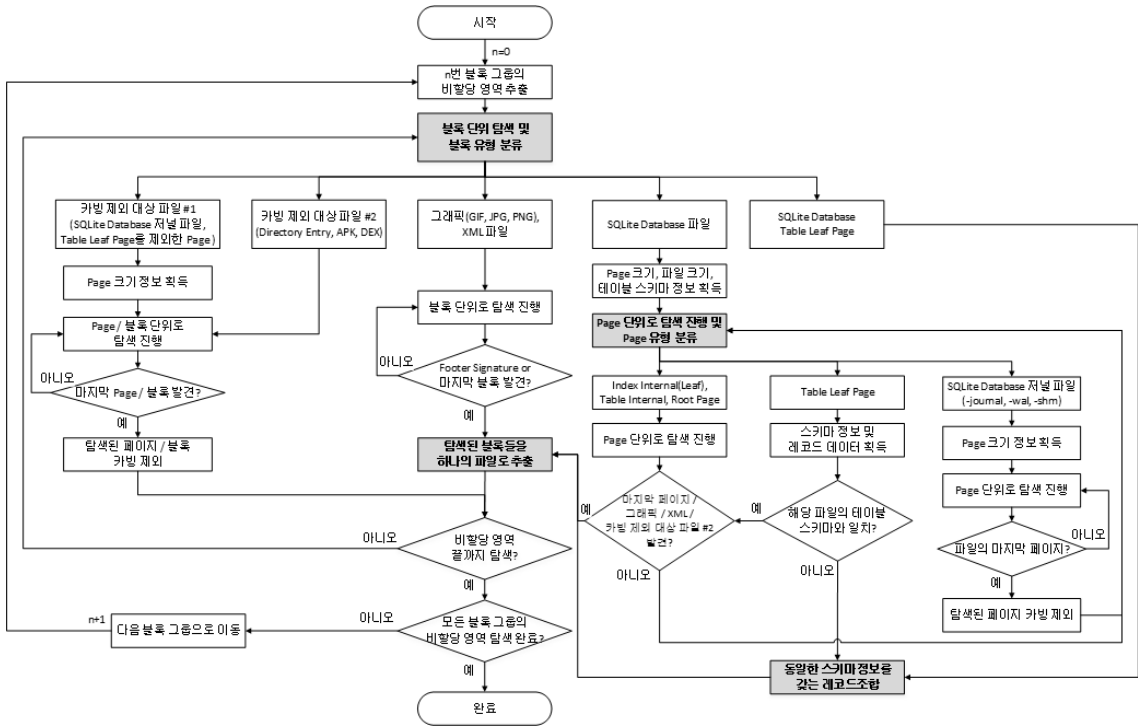 시작
n=0
n번 블록 그룹의
비할당 영역 추출
블록 단위 탐색 및
블록 유형 분류
카빙 제외 대상 파일 #1
(SQLite Database 저널 파일,
Table Leaf Page를 제외한 Page)
카빙 제외 대상 파일 #2
(Directory Entry, APK, DEX)
그래픽(GIF, JPG, PNG),
XML 파일
SQLite Database 파일
SQLite Database
Table Leaf Page
Page 크기 정보 획득
Page 크기, 파일 크기,
테이블 스키마 정보 획득
Page / 블록 단위로
탐색 진행
블록 단위로 탐색 진행
Page 단위로 탐색 진행 및
Page 유형 분류
아니오
마지막 Page / 블록 발견?
예
아니오
Footer Signature or
마지막 블록 발견?
예
Index Internal(Leaf),
Table Internal, Root Page
Table Leaf Page
SQLite Database 저널 파일
(-journal, -wal, -shm)
탐색된 페이지 / 블록
카빙 제외
탐색된 블록들을
하나의 파일로 추출
Page 단위로 탐색 진행
스키마 정보 및
레코드 데이터 획득
Page 크기 정보 획득
Page 단위로 탐색 진행
예
마지막 페이지 /
그래픽 / XML /
카빙 제외 대상 파일 #2
발견?
아니오
예
해당 파일의 테이블
스키마와 일치?
아니오
파일의 마지막 페이지?
아니오
예
탐색된 페이지 카빙 제외
아니오
비할당 영역
끝까지 탐색?
예
n+1
다음 블록 그룹으로 이동
아니오
모든 블록 그룹의
비할당 영역 탐색 완료?
예
동일한 스키마 정보를
갖는 레코드조합
완료